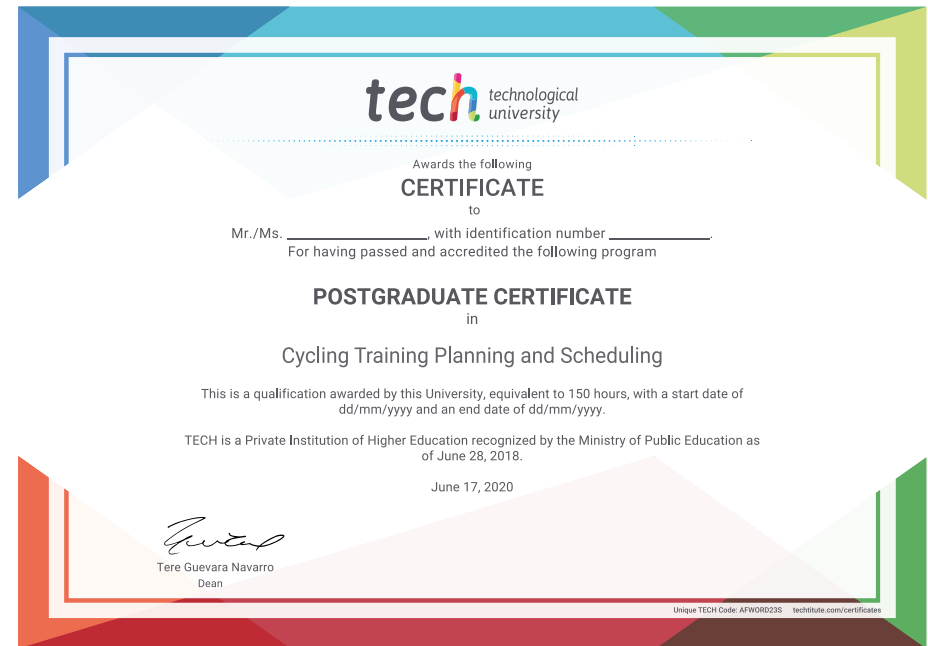 tech technological
university
Awards the following
CERTIFICATE
to
Mr./Ms. ____________________, with identification number ______________.
For having passed and accredited the following program
POSTGRADUATE CERTIFICATE
in
Cycling Training Planning and Scheduling
This is a qualification awarded by this University, equivalent to 150 hours, with a start date of
dd/mm/yyyy and an end date of dd/mm/yyyy.
TECH is a Private Institution of Higher Education recognized by the Ministry of Public Education as
of June 28, 2018.
June 17, 2020
Tere Guevara Navarro
Dean
Unique TECH Code: AFWORD23S techtitute.com/certificates